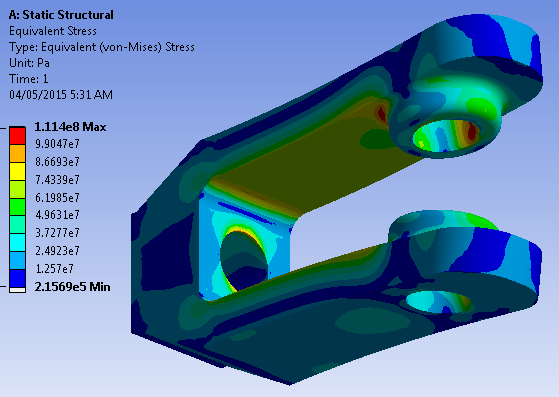 A: Static Structural
Equivalent Stress
Type: Equivalent (von-Mises) Stress
Unit: Pa
Time: 1
04/05/2015 5:31 AM
1.114e8 Max
9.9047e7
8.6693e7
7.4339e7
6.1985e7
4.9631e7
3.7277e7
2.4923e7
1.257e7
2.1569e5 Min